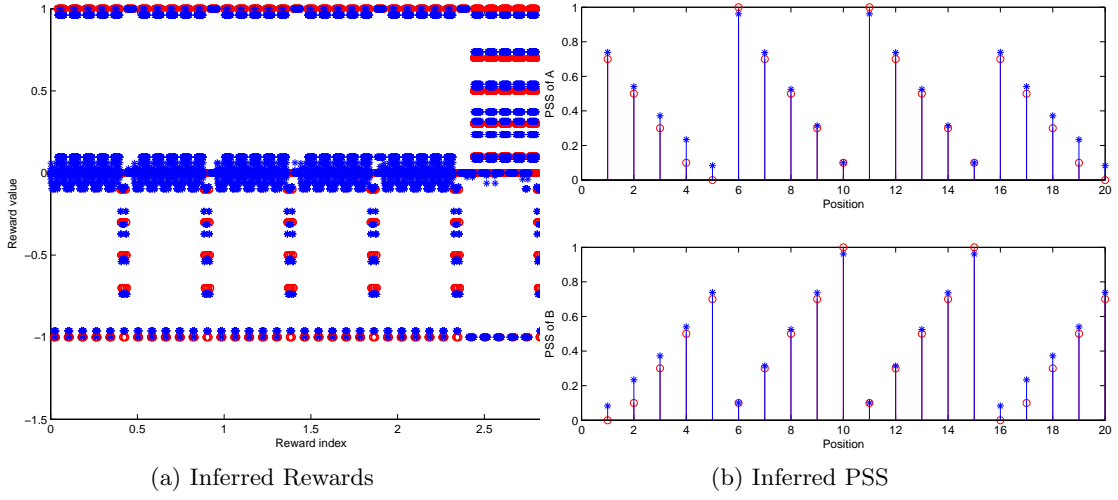 1
0.5
0
−0.5
−1
−1.5
Reward value
0 0.5 1 1.5 2 2.5
Reward index
(a) Inferred Rewards
1
0.8
0.6
0.4
0.2
0
PSS of A
0 2 4 6 8 10 12 14 16 18 20
Position
1
0.8
0.6
0.4
0.2
0
PSS of B
0 2 4 6 8 10 12 14 16 18 20
Position
(b) Inferred PSS